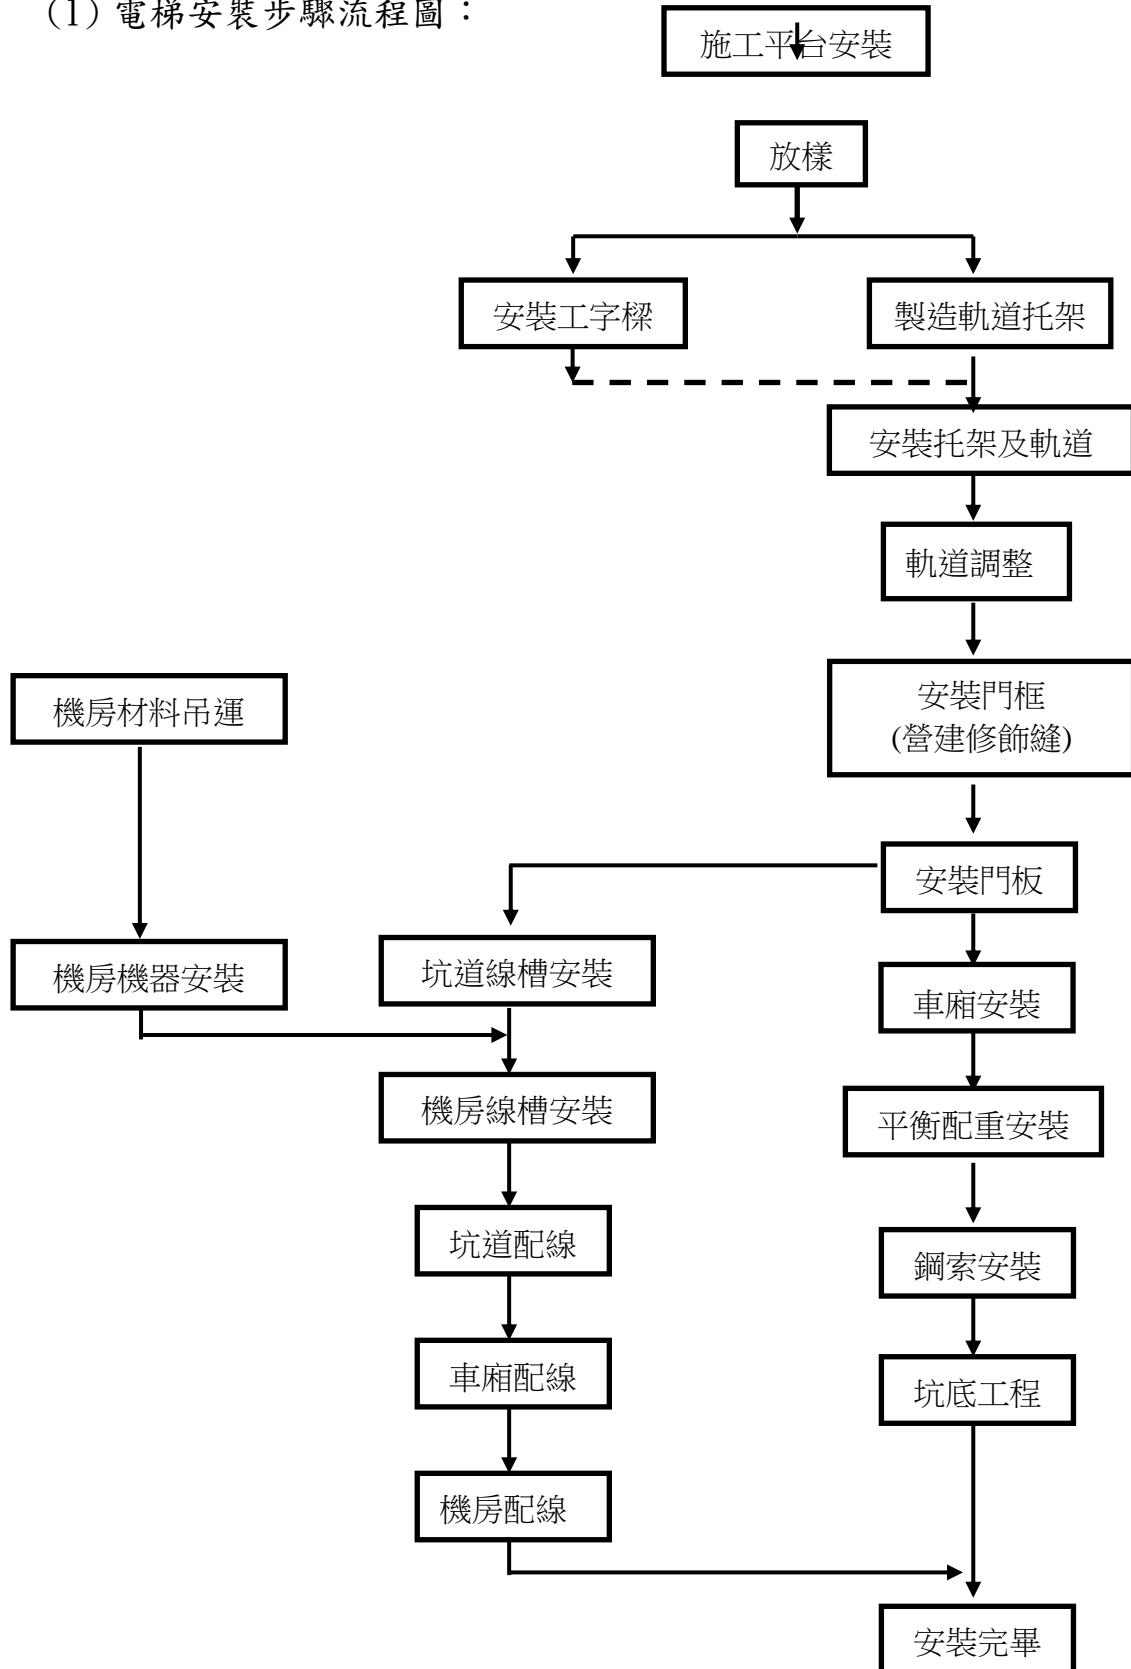 (1) 電梯安裝步驟流程圖：
施工平台安裝
放樣
安裝工字樑
製造軌道托架
安裝托架及軌道
軌道調整
安裝門框
(營建修飾縫)
機房材料吊運
安裝門板
機房機器安裝
坑道線槽安裝
車廂安裝
機房線槽安裝
平衡配重安裝
坑道配線
鋼索安裝
車廂配線
坑底工程
機房配線
安裝完畢